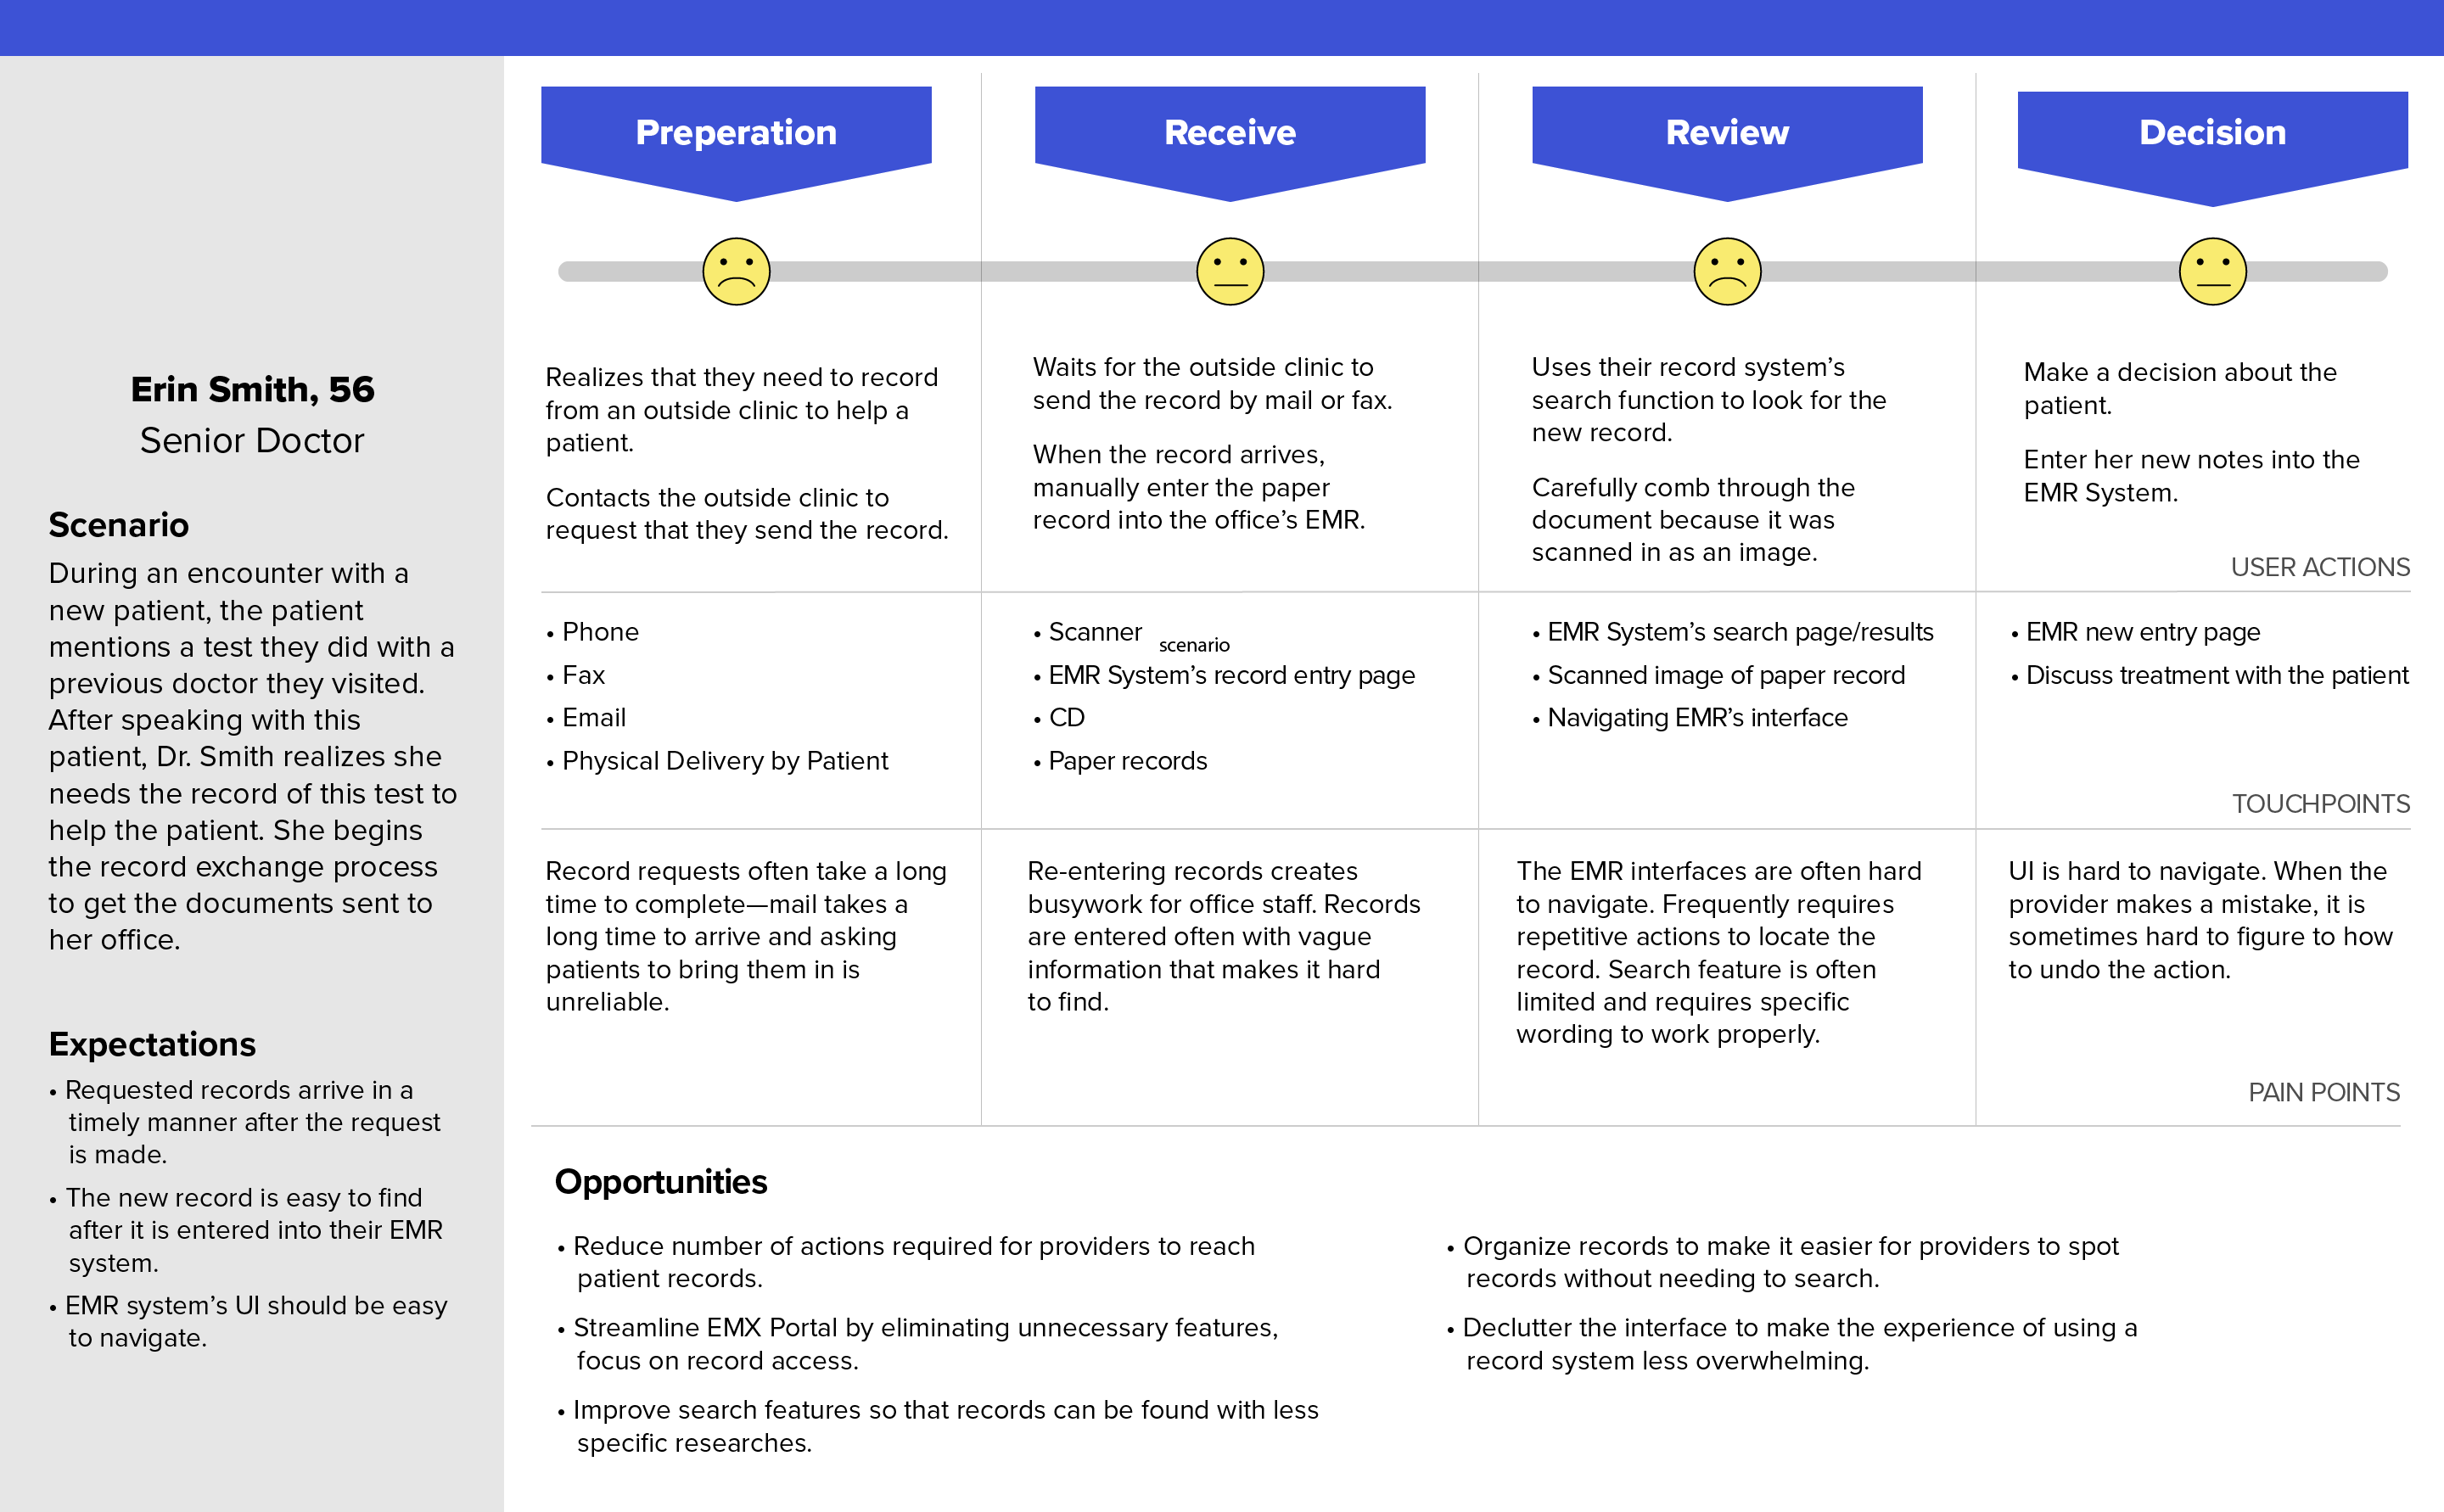 Erin Smith, 56
Senior Doctor
Scenario
During an encounter with a
new patient, the patient
mentions a test they did with a
previous doctor they visited.
After speaking with this
patient, Dr. Smith realizes she
needs the record of this test to
help the patient. She begins
the record exchange process
to get the documents sent to
her office.
Expectations
• Requested records arrive in a
timely manner after the request
is made.
• The new record is easy to find
after it is entered into their EMR
system.
• EMR system’s UI should be easy
to navigate.
Preperation
Receive
Review
Decision
Realizes that they need to record
from an outside clinic to help a
patient.
Contacts the outside clinic to
request that they send the record.
Waits for the outside clinic to
send the record by mail or fax.
When the record arrives,
manually enter the paper
record into the office’s EMR.
Uses their record system’s
search function to look for the
new record.
Carefully comb through the
document because it was
scanned in as an image.
Make a decision about the
patient.
Enter her new notes into the
EMR System.
USER ACTIONS
• Phone
• Fax
• Email
• Physical Delivery by Patient
• Scanner
scenario
• EMR System’s record entry page
• CD
• Paper records
• EMR System’s search page/results
• Scanned image of paper record
• Navigating EMR’s interface
• EMR new entry page
• Discuss treatment with the patient
TOUCHPOINTS
Record requests often take a long
time to complete—mail takes a
long time to arrive and asking
patients to bring them in is
unreliable.
Re-entering records creates
busywork for office staff. Records
are entered often with vague
information that makes it hard
to find.
The EMR interfaces are often hard
to navigate. Frequently requires
repetitive actions to locate the
record. Search feature is often
limited and requires specific
wording to work properly.
UI is hard to navigate. When the
provider makes a mistake, it is
sometimes hard to figure to how
to undo the action.
PAIN POINTS
Opportunities
• Reduce number of actions required for providers to reach
patient records.
• Streamline EMX Portal by eliminating unnecessary features,
focus on record access.
• Improve search features so that records can be found with less
specific researches.
• Organize records to make it easier for providers to spot
records without needing to search.
• Declutter the interface to make the experience of using a
record system less overwhelming.